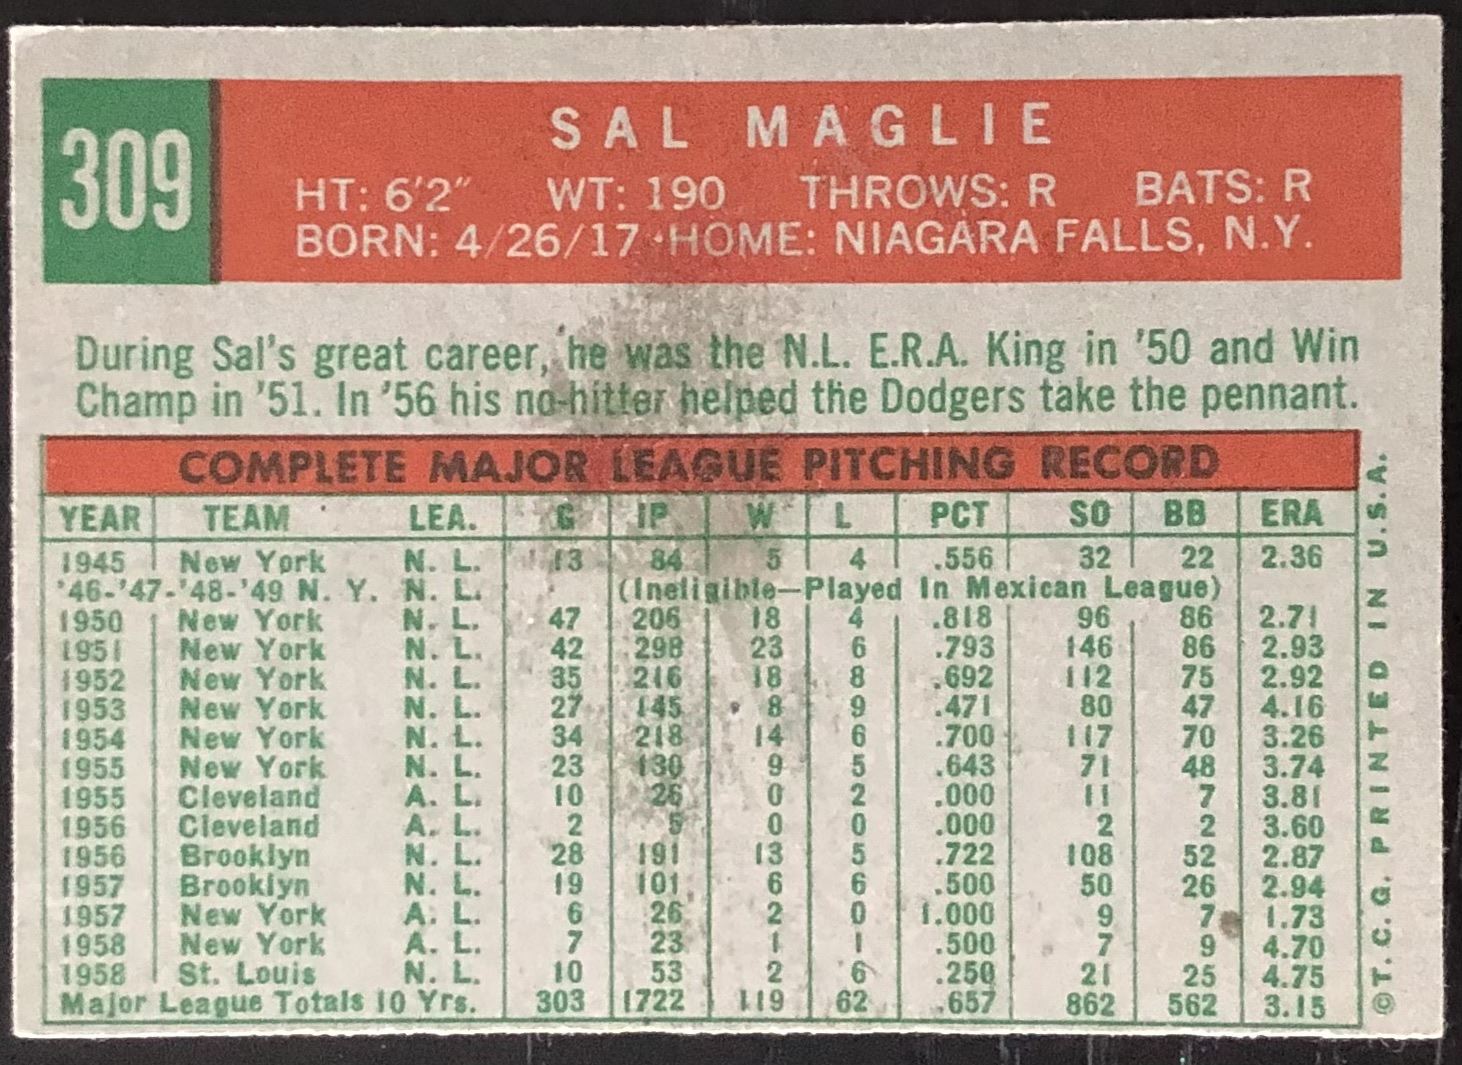 309
SAL MAGLIE
HT: 6'2" WT: 190 THROWS: R BATS: R
BORN: 4/26/17 • HOME: NIAGARA FALLS, N.Y.
During Sal's great career, he was the N.L. E.R.A. King in '50 and Win
Champ in '51. In '56 his no-hitter helped the Dodgers take the pennant.
COMPLETE MAJOR LEAGUE PITCHING RECORD
YEAR TEAM LEA. G IP W L PCT SO BB ERA
1945 New York N. L. 13 84 5 4 .556 32 22 2.36
'46-'47-'48-'49 N. Y. N. L. (Ineligible—Played In Mexican League)
1950 New York N. L. 47 206 18 4 .818 96 86 2.71
1951 New York N. L. 42 298 23 6 .793 146 86 2.93
1952 New York N. L. 35 216 18 8 .692 112 75 2.92
1953 New York N. L. 27 145 8 9 .471 80 47 4.16
1954 New York N. L. 34 218 14 6 .700 117 70 3.26
1955 New York N. L. 23 130 9 5 .643 71 48 3.74
1955 Cleveland A. L. 10 26 0 2 .000 11 7 3.81
1956 Cleveland A. L. 2 5 0 0 .000 2 2 3.60
1956 Brooklyn N. L. 28 191 13 5 .722 108 52 2.87
1957 Brooklyn N. L. 19 101 6 6 .500 50 26 2.94
1957 New York A. L. 6 26 2 0 1.000 9 7 1.73
1958 New York A. L. 7 23 1 1 .500 7 9 4.70
1958 St. Louis N. L. 10 53 2 6 .250 21 25 4.75
Major League Totals 10 Yrs. 303 1722 119 62 .657 862 562 3.15
©T.C.G. PRINTED IN U.S.A.